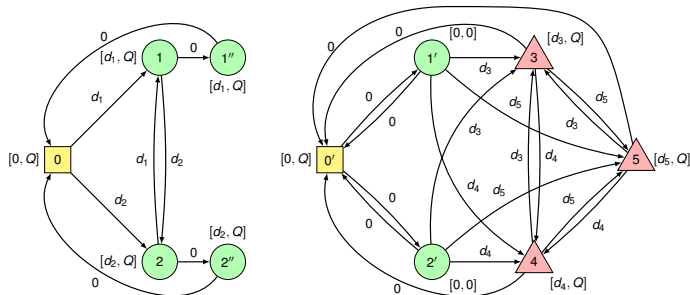 0
[d₁, Q]
1
0
1″
[d₁, Q]
d₁
[0, Q]
0
d₁
d₂
d₂
[d₂, Q]
[d₂, Q]
2
0
2″
0
0
0
[0, 0]
1′
d₃
3
[d₃, Q]
0
0
d₅
d₅
d₃
d₃
[0, Q]
0′
d₃
d₄
5
[d₅, Q]
d₄
d₅
d₅
0
0
d₄
2′
d₄
4
[0, 0]
0
[d₄, Q]